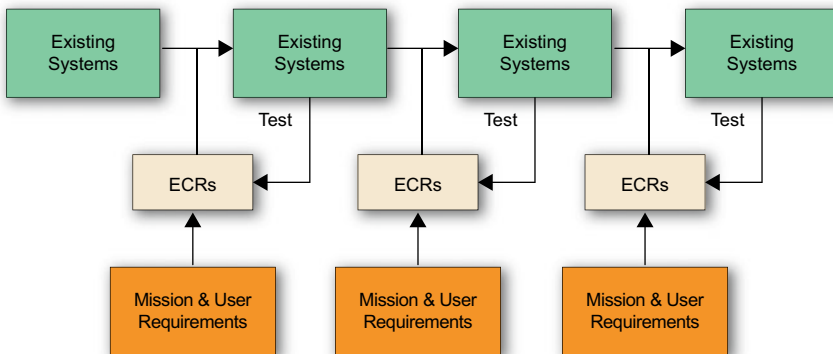 Existing
Systems
Existing
Systems
Existing
Systems
Existing
Systems
Test
Test
Test
ECRs
ECRs
ECRs
Mission & User
Requirements
Mission & User
Requirements
Mission & User
Requirements